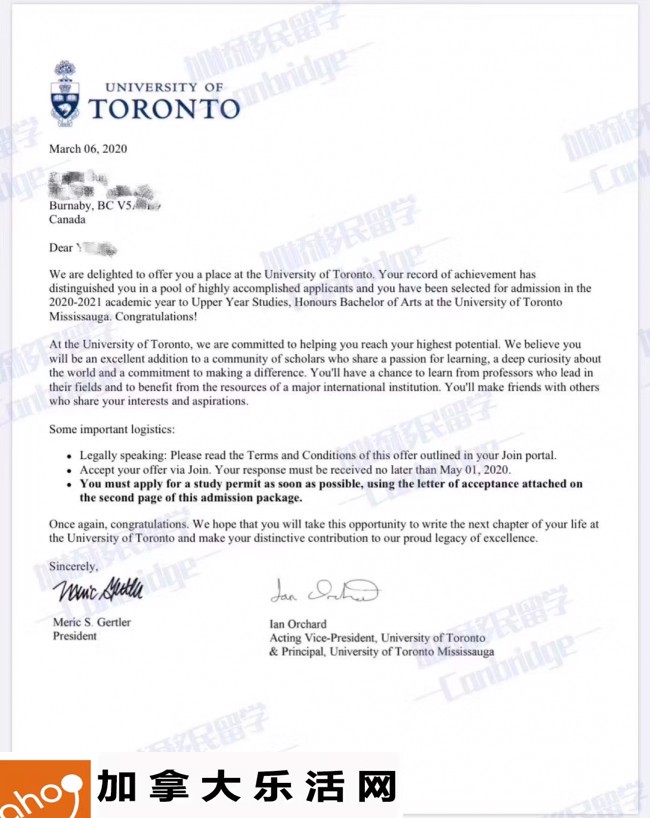 UNIVERSITY OF
TORONTO
March 06, 2020
Burnaby, BC V5
Canada
Dear Y
We are delighted to offer you a place at the University of Toronto. Your record of achievement has
distinguished you in a pool of highly accomplished applicants and you have been selected for admission in the
2020-2021 academic year to Upper Year Studies, Honours Bachelor of Arts at the University of Toronto
Mississauga. Congratulations!
At the University of Toronto, we are committed to helping you reach your highest potential. We believe you
will be an excellent addition to a community of scholars who share a passion for learning, a deep curiosity about
the world and a commitment to making a difference. You'll have a chance to learn from professors who lead in
their fields and to benefit from the resources of a major international institution. You'll make friends with others
who share your interests and aspirations.
Some important logistics:
• Legally speaking: Please read the Terms and Conditions of this offer outlined in your Join portal.
• Accept your offer via Join. Your response must be received no later than May 01, 2020.
• You must apply for a study permit as soon as possible, using the letter of acceptance attached on
the second page of this admission package.
Once again, congratulations. We hope that you will take this opportunity to write the next chapter of your life at
the University of Toronto and make your distinctive contribution to our proud legacy of excellence.
Sincerely,
Meric Gertler
Ian Orchard
Meric S. Gertler
President
Ian Orchard
Acting Vice-President, University of Toronto
& Principal, University of Toronto Mississauga
加桥移民留学
Conbridge
aho
加拿大乐活网